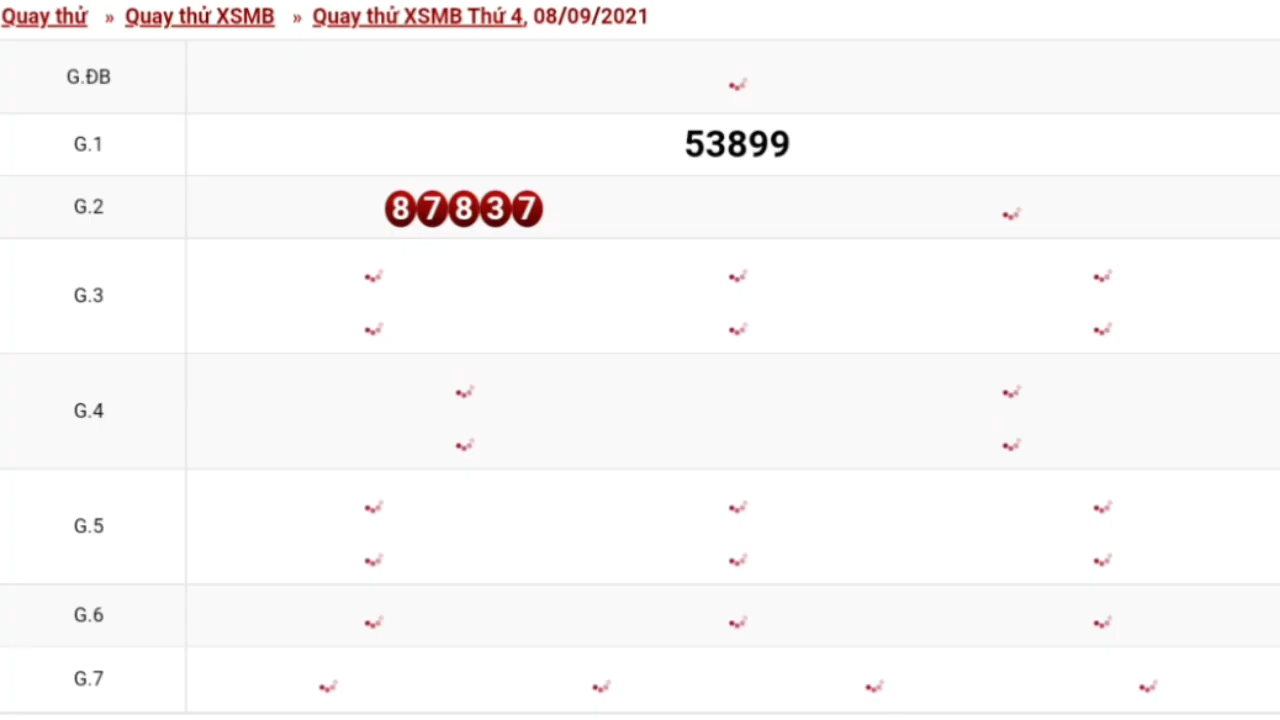 Quay thử » Quay thử XSMB » Quay thử XSMB Thứ 4, 08/09/2021
G.ĐB
G.1 53899
G.2 87837
G.3
G.4
G.5
G.6
G.7